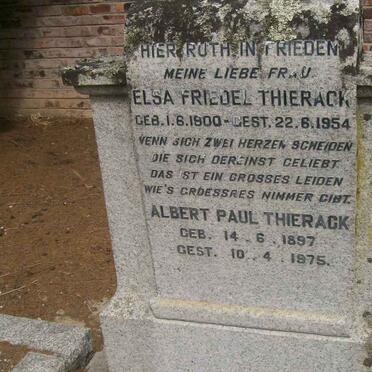 HIER RUTH IN FRIEDEN
MEINE LIEBE FRAU
ELSA FRIEDEL THIERACK
GEB. 1.6.1900 - GEST. 22.6.1954
WENN SICH ZWEI HERZEN SCHEIDEN
DIE SICH DEREINST GELIEBT
DAS IST EIN GROSSES LEIDEN
WIE'S GROESSRES NIMMER GIBT.
ALBERT PAUL THIERACK
GEB. 14.6.1897
GEST. 10.4.1975.